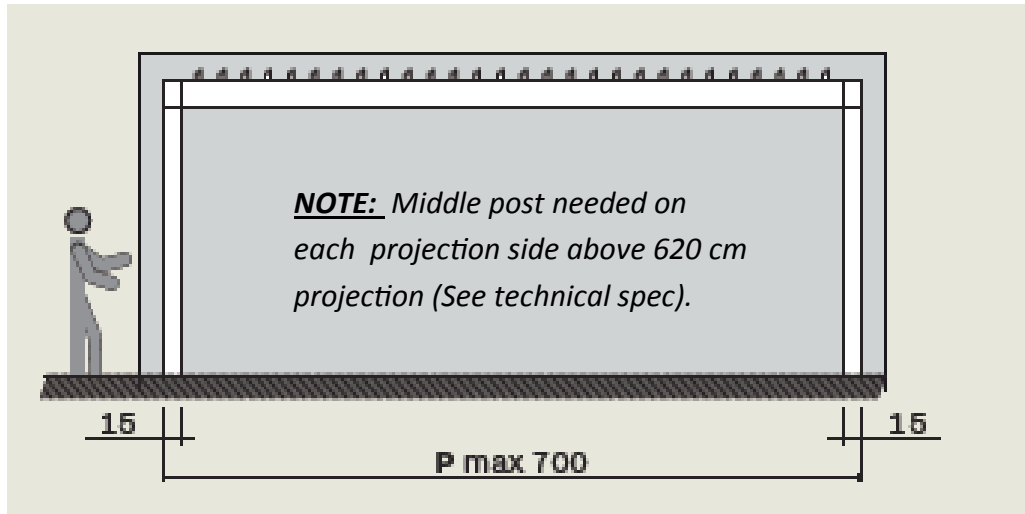 NOTE: Middle post needed on
each projection side above 620 cm
projection (See technical spec).
15
15
P max 700